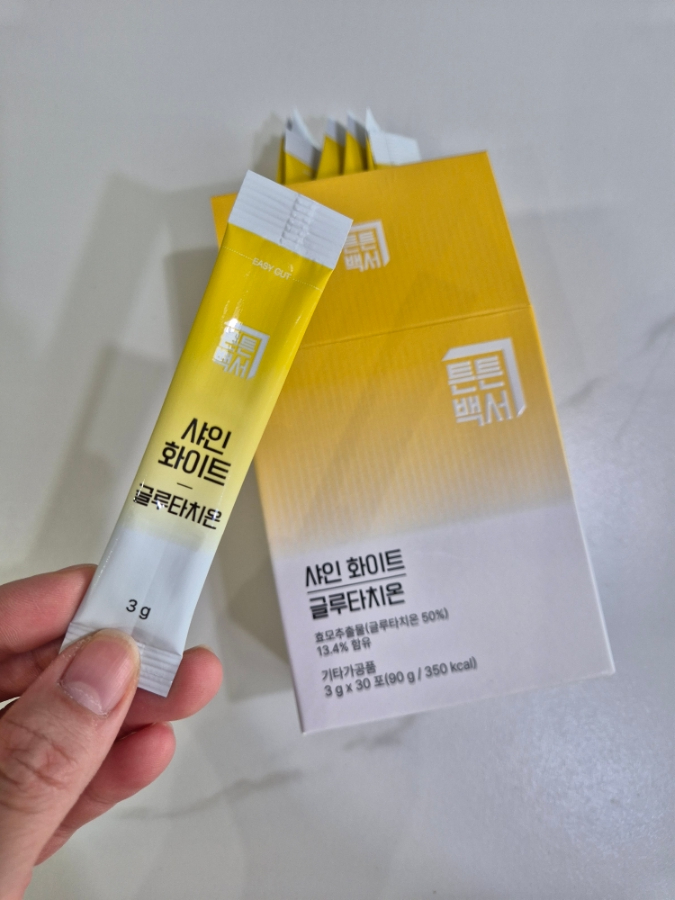 EASY CUT
튼튼
백서
샤인
화이트
글루타치온
3 g
튼튼
백서
튼튼
백서
샤인 화이트
글루타치온
효모추출물(글루타치온 50%)
13.4% 함유
기타가공품
3 g x 30 포(90 g / 350 kcal)